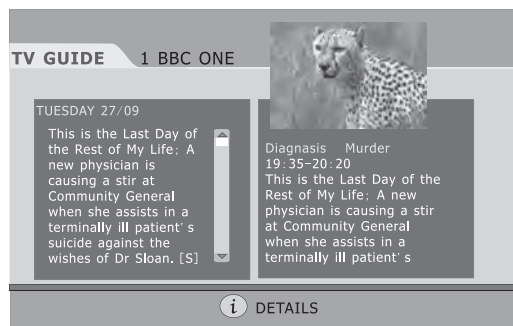 TV GUIDE 1 BBC ONE
TUESDAY 27/09
This is the Last Day of
the Rest of My Life; A
new physician is
causing a stir at
Community General
when she assists in a
terminally ill patient's
suicide against the
wishes of Dr Sloan. [S]
Diagnasis Murder
19:35-20:20
This is the Last Day of the
Rest of My Life; A new
physician is causing a stir
at Community General
when she assists in a
terminally ill patient's
i DETAILS